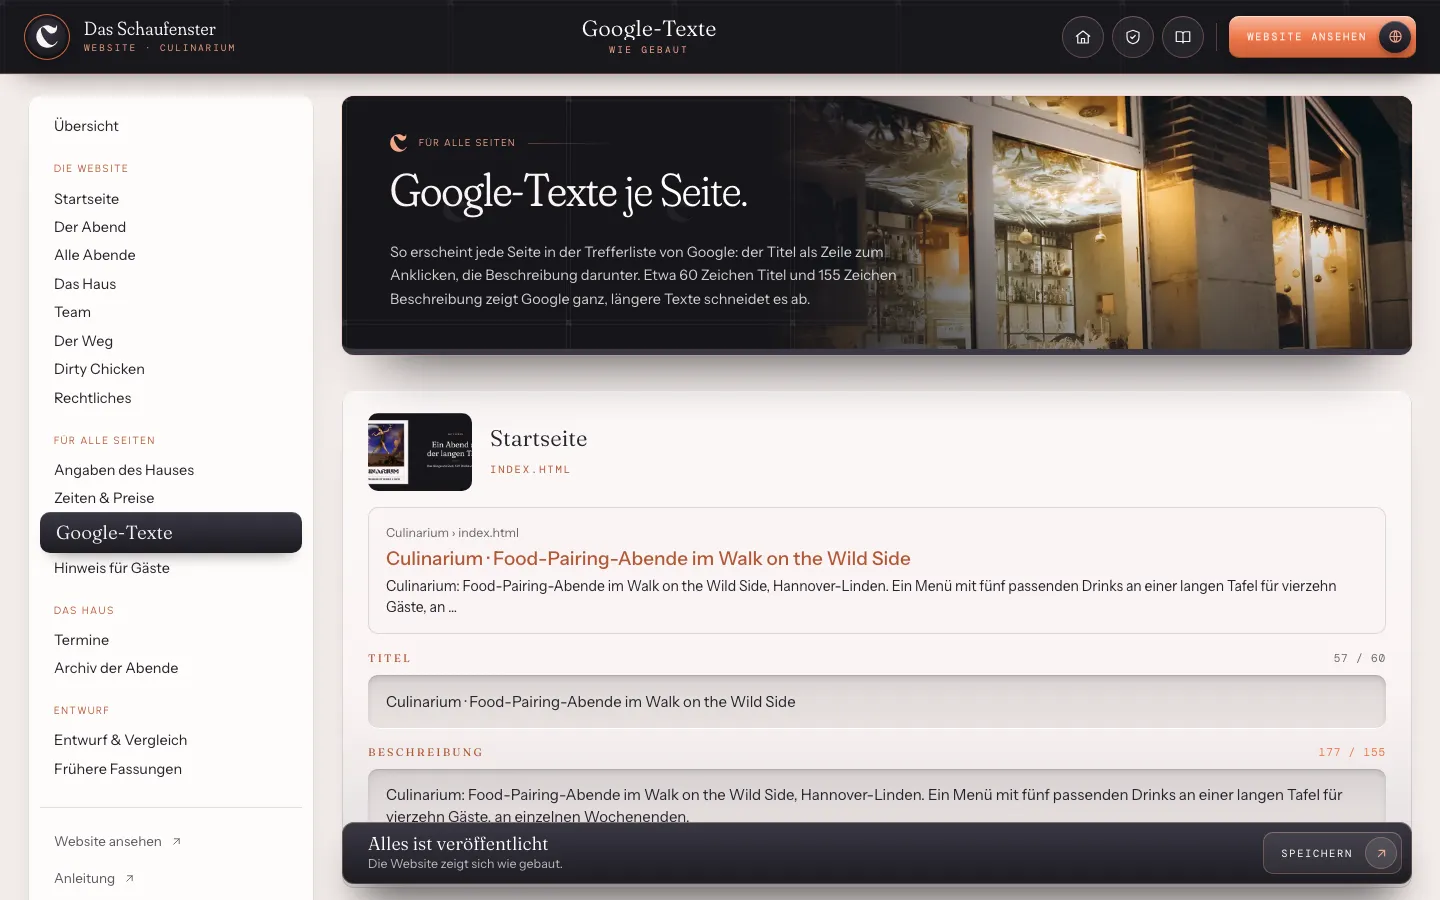 Das Schaufenster
WEBSITE · CULINARIUM
Google-Texte
WIE GEBAUT
WEBSITE ANSEHEN
Übersicht
DIE WEBSITE
Startseite
Der Abend
Alle Abende
Das Haus
Team
Der Weg
Dirty Chicken
Rechtliches
FÜR ALLE SEITEN
Angaben des Hauses
Zeiten & Preise
Google-Texte
Hinweis für Gäste
DAS HAUS
Termine
Archiv der Abende
ENTWURF
Entwurf & Vergleich
Frühere Fassungen
Website ansehen
Anleitung
FÜR ALLE SEITEN
Google-Texte je Seite.
So erscheint jede Seite in der Trefferliste von Google: der Titel als Zeile zum
Anklicken, die Beschreibung darunter. Etwa 60 Zeichen Titel und 155 Zeichen
Beschreibung zeigt Google ganz, längere Texte schneidet es ab.
Ein Abend
der langen
Startseite
INDEX.HTML
Culinarium › index.html
Culinarium · Food-Pairing-Abende im Walk on the Wild Side
Culinarium: Food-Pairing-Abende im Walk on the Wild Side, Hannover-Linden. Ein Menü mit fünf passenden Drinks an einer langen Tafel für vierzehn
Gäste, an ...
TITEL
57 / 60
Culinarium · Food-Pairing-Abende im Walk on the Wild Side
BESCHREIBUNG
177 / 155
Culinarium: Food-Pairing-Abende im Walk on the Wild Side, Hannover-Linden. Ein Menü mit fünf passenden Drinks an einer langen Tafel für
vierzehn Gäste, an einzelnen Wochenenden.
Alles ist veröffentlicht
Die Website zeigt sich wie gebaut.
SPEICHERN